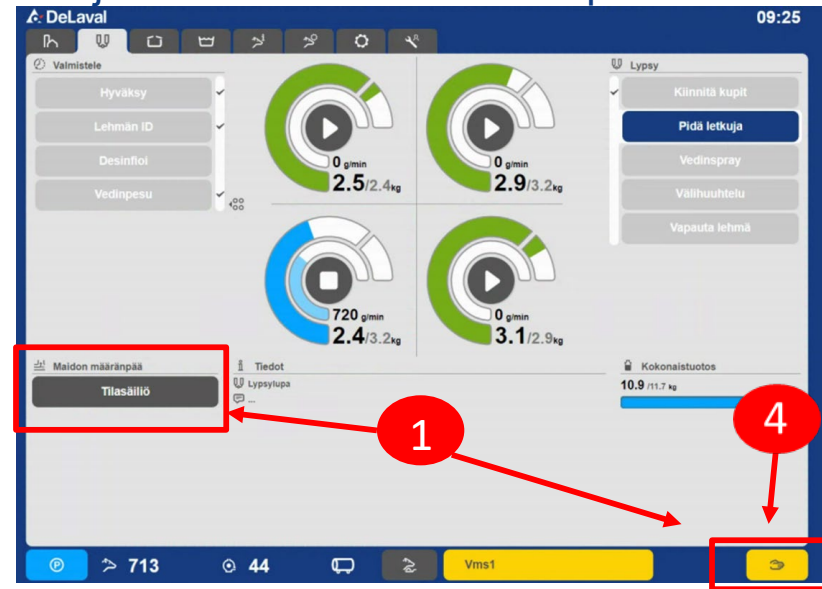 DeLaval
09:25
Valmistele
Lypsy
Hyväksy
Lehmän ID
Desinfioi
Vedinpesu
Kiinnitä kupit
Pidä letkuja
Vedinspray
Välihuuhtelu
Vapauta lehmä
0 g/min
2.5/2.4kg
0 g/min
2.9/3.2kg
720 g/min
2.4/3.2kg
0 g/min
3.1/2.9kg
Maidon määränpää
Tilasäiliö
Tiedot
Lypsylupa
...
Kokonaistuotos
10.9 /11.7 kg
1
4
P
713
44
Vms1